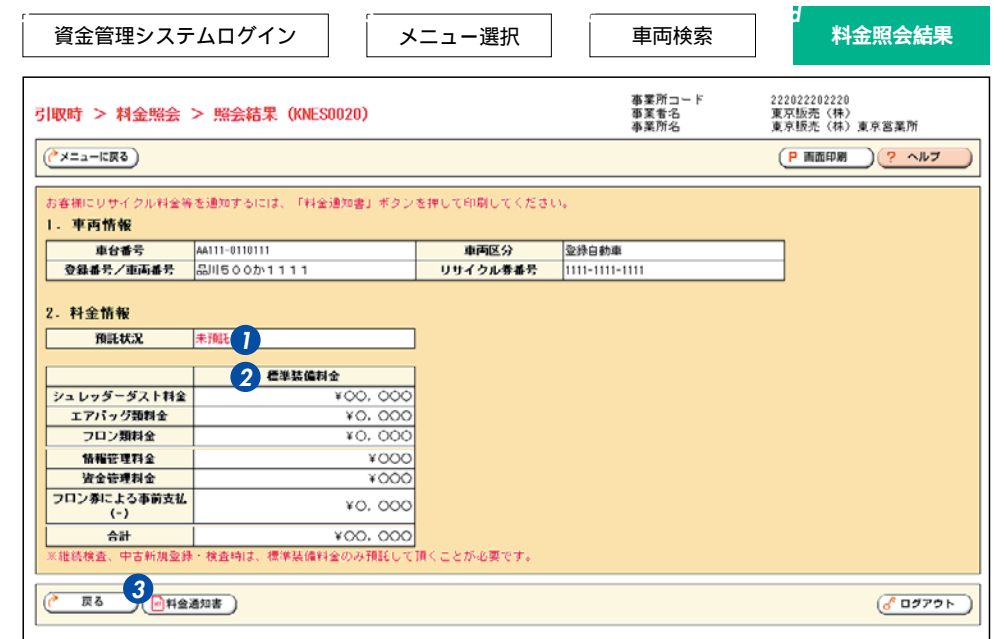 資金管理システムログイン
メニュー選択
車両検索
料金照会結果
引取時 > 料金照会 > 照会結果 (KNES0020)
事業所コード 222022202220
事業者名 東京販売（株）
事業所名 東京販売（株）東京営業所
メニューに戻る
P 画面印刷
? ヘルプ
お客様にリサイクル料金等を通知するには、「料金通知書」ボタンを押して印刷してください。
1. 車両情報
車台番号 AA111-0110111 車両区分 登録自動車
登録番号／車両番号 品川５００か１１１１ リサイクル券番号 1111-1111-1111
2. 料金情報
預託状況 未預託 1
2 標準装備料金
シュレッダーダスト料金 ¥○○, ○○○
エアバッグ類料金 ¥○, ○○○
フロン類料金 ¥○, ○○○
情報管理料金 ¥○○○
資金管理料金 ¥○○○
フロン券による事前支払
(-) ¥○, ○○○
合計 ¥○○, ○○○
※継続検査、中古新規登録・検査時は、標準装備料金のみ預託して頂くことが必要です。
戻る
3
料金通知書
ログアウト